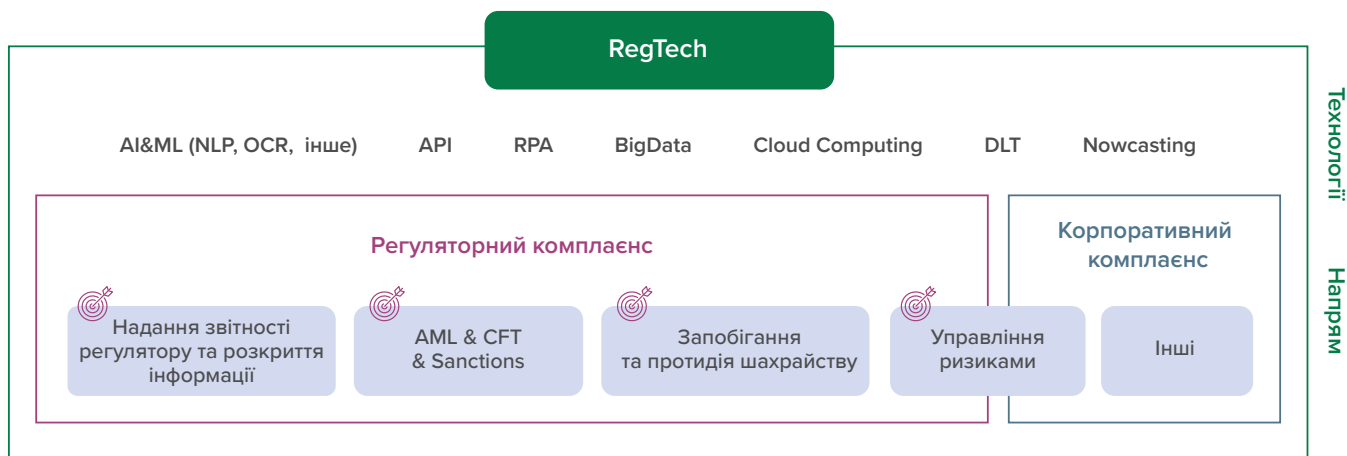 RegTech
AI&ML (NLP, OCR, інше)
API
RPA
BigData
Cloud Computing
DLT
Nowcasting
Технології
Регуляторний комплаєнс
Корпоративний
комплаєнс
Напрям
Надання звітності
регулятору та розкриття
інформації
AML & CFT
& Sanctions
Запобігання
та протидія шахрайству
Управління
ризиками
Інші